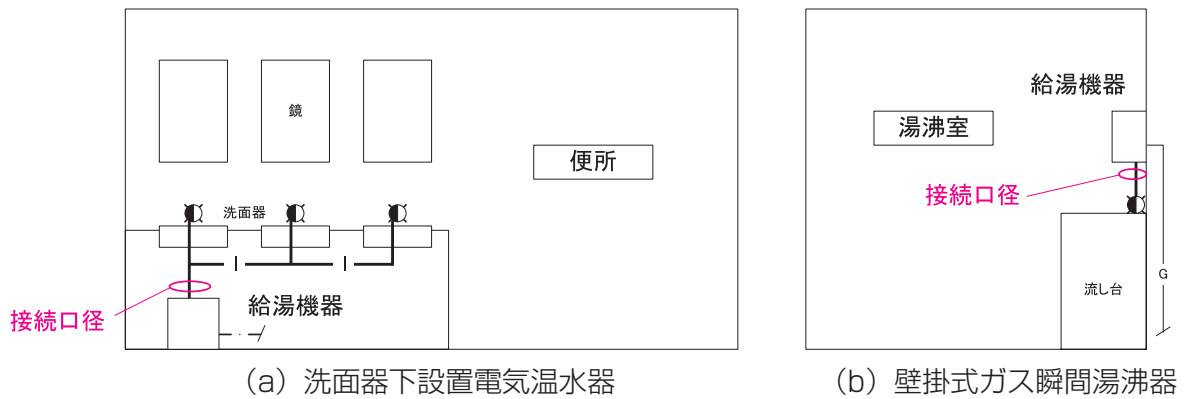 鏡
便所
洗面器
給湯機器
接続口径
(a) 洗面器下設置電気温水器
給湯機器
湯沸室
接続口径
G
流し台
(b) 壁掛式ガス瞬間湯沸器